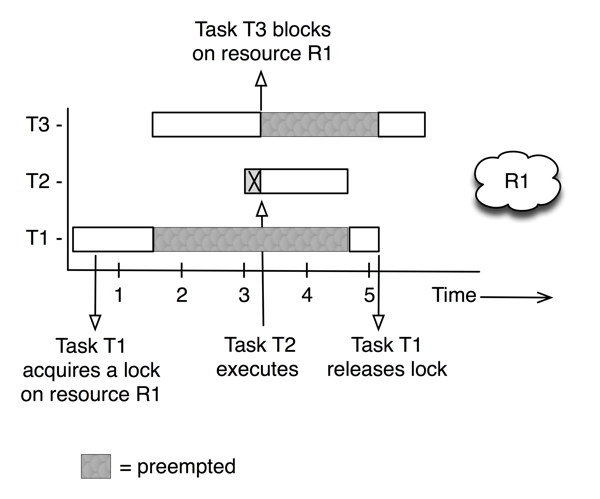 Task T3 blocks
on resource R1
T3 -
T2 -
X
R1
T1 -
1 2 3 4 5 Time
Task T1
acquires a lock
on resource R1
Task T2
executes
Task T1
releases lock
= preempted